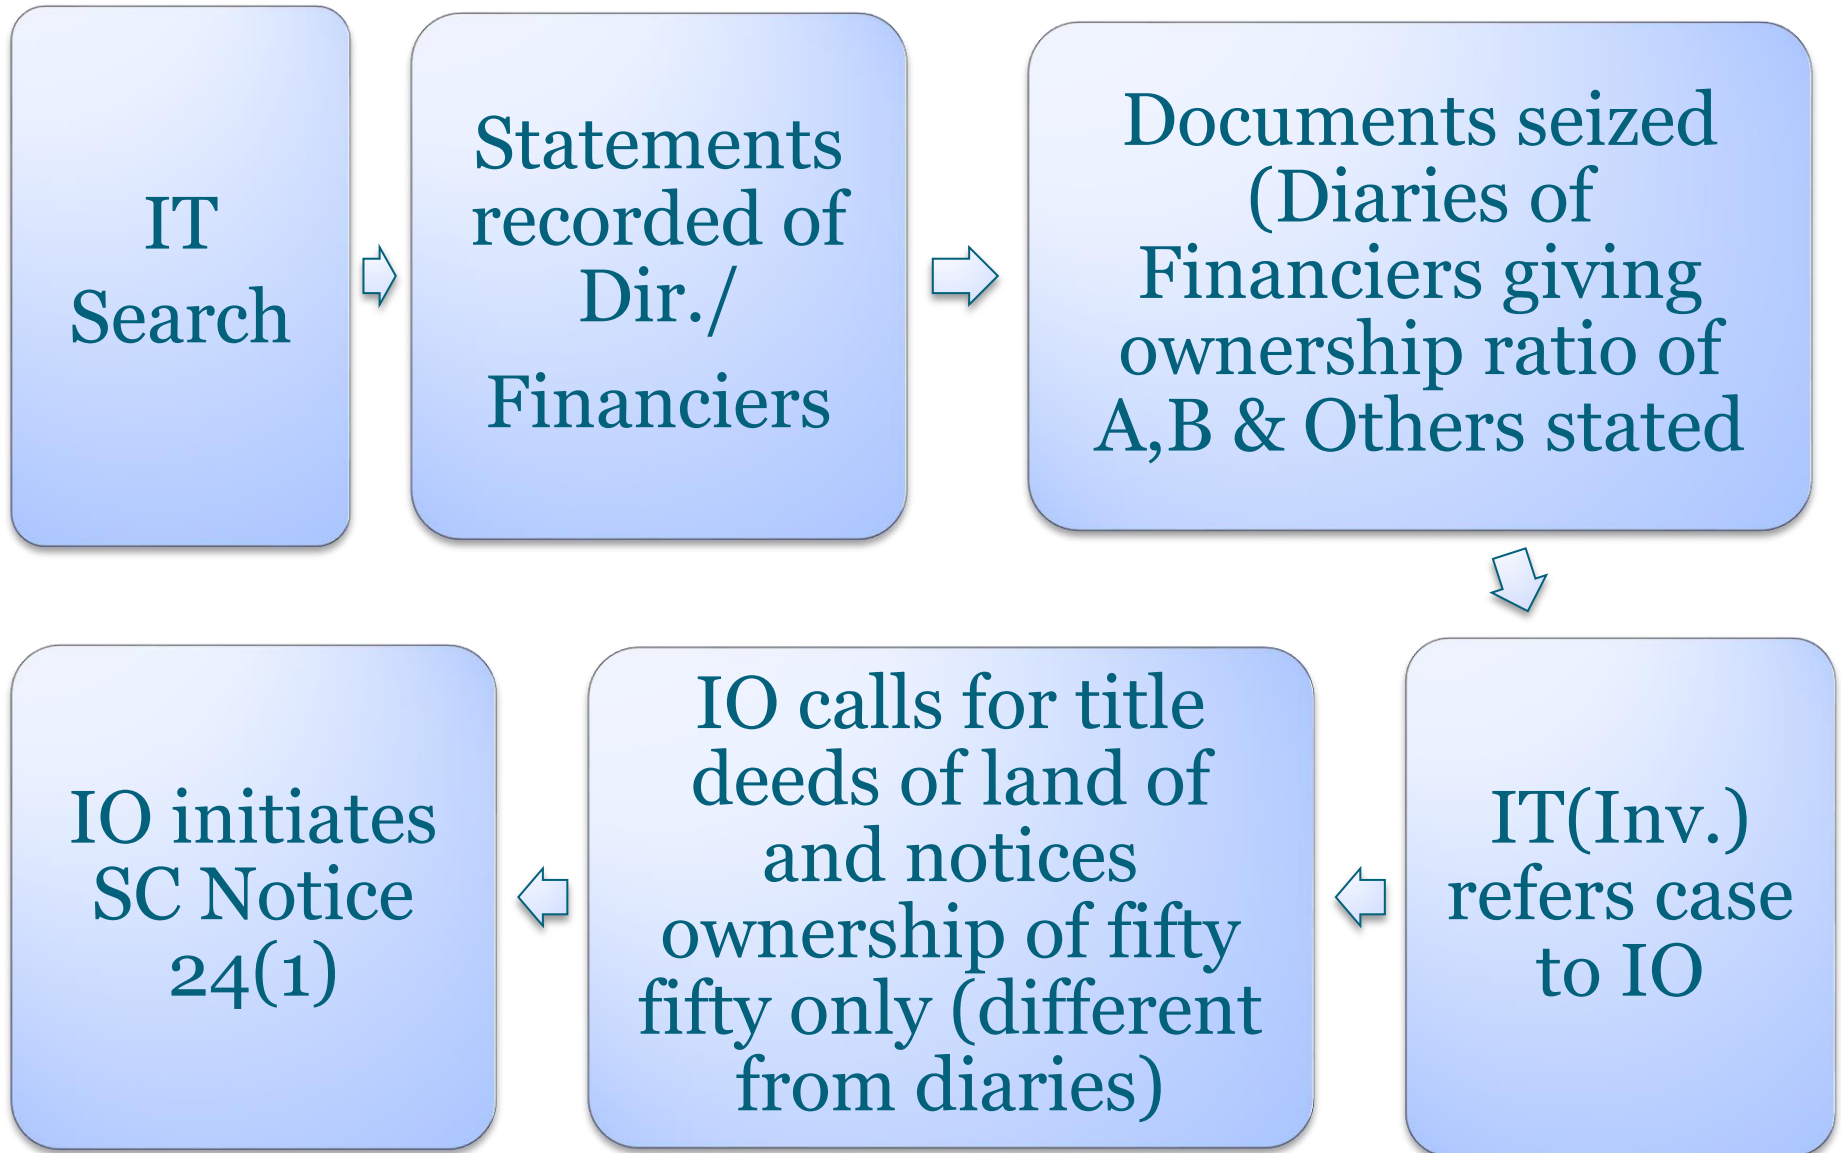 IT
Search
Statements
recorded of
Dir./
Financiers
Documents seized
(Diaries of
Financiers giving
ownership ratio of
A,B & Others stated
IT(Inv.)
refers case
to IO
IO calls for title
deeds of land of
and notices
ownership of fifty
fifty only (different
from diaries)
IO initiates
SC Notice
24(1)